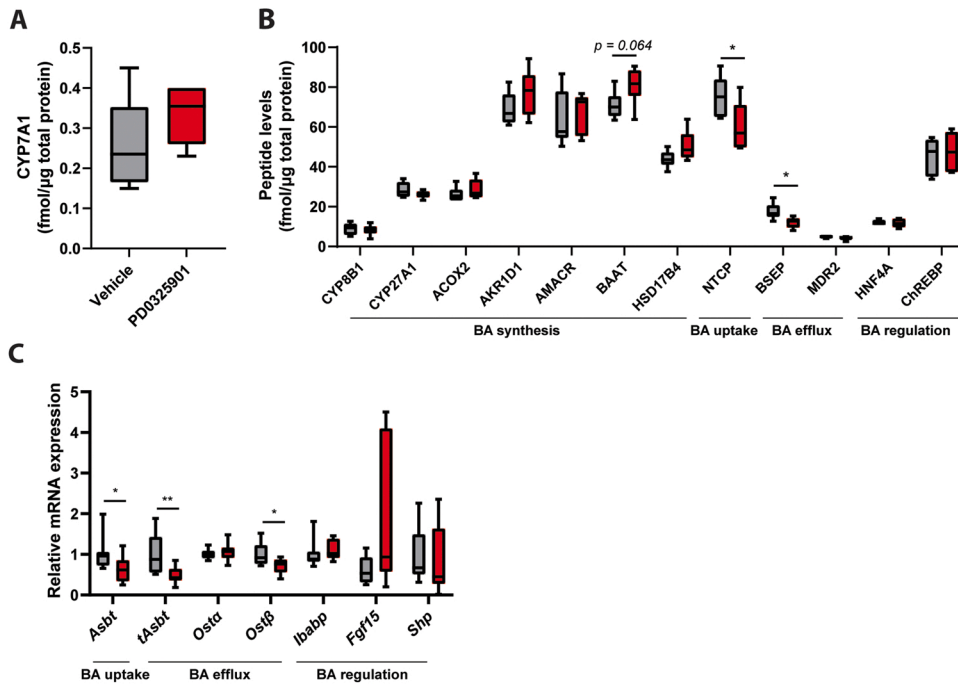 A
CYP7A1
(fmol/µg total protein)
0.5
0.4
0.3
0.2
0.1
0.0
Vehicle
PD0325901
B
Peptide levels
(fmol/µg total protein)
100
80
60
40
20
0
p = 0.064
*
*
CYP8B1
CYP27A1
ACOX2
AKR1D1
AMACR
BAAT
HSD17B4
NTCP
BSEP
MDR2
HNF4A
ChREBP
BA synthesis
BA uptake
BA efflux
BA regulation
C
Relative mRNA expression
5
4
3
2
1
0
*
**
*
Asbt
tAsbt
Ostα
Ostβ
Ibabp
Fgf15
Shp
BA uptake
BA efflux
BA regulation